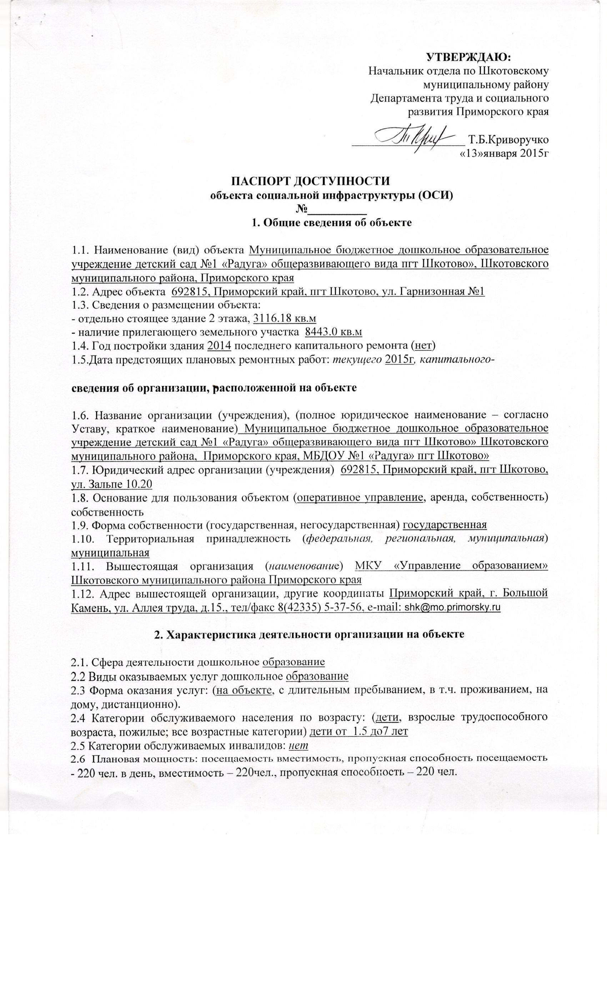 УТВЕРЖДАЮ:
Начальник отдела по Шкотовскому
муниципальному району
Департамента труда и социального
развития Приморского края
____________________ Т.Б.Криворучко
«13»января 2015г
ПАСПОРТ ДОСТУПНОСТИ
объекта социальной инфраструктуры (ОСИ)
№__________
1. Общие сведения об объекте
1.1. Наименование (вид) объекта Муниципальное бюджетное дошкольное образовательное
учреждение детский сад №1 «Радуга» общеразвивающего вида пгт Шкотово», Шкотовского
муниципального района, Приморского края
1.2. Адрес объекта 692815, Приморский край, пгт Шкотово, ул. Гарнизонная №1
1.3. Сведения о размещении объекта:
- отдельно стоящее здание 2 этажа, 3116.18 кв.м
- наличие прилегающего земельного участка 8443.0 кв.м
1.4. Год постройки здания 2014 последнего капитального ремонта (нет)
1.5.Дата предстоящих плановых ремонтных работ: текущего 2015г, капитального-
сведения об организации, расположенной на объекте
1.6. Название организации (учреждения), (полное юридическое наименование – согласно
Уставу, краткое наименование) Муниципальное бюджетное дошкольное образовательное
учреждение детский сад №1 «Радуга» общеразвивающего вида пгт Шкотово» Шкотовского
муниципального района, Приморского края, МБДОУ №1 «Радуга» пгт Шкотово»
1.7. Юридический адрес организации (учреждения) 692815, Приморский край, пгт Шкотово,
ул. Зальпе 10.20
1.8. Основание для пользования объектом (оперативное управление, аренда, собственность)
собственность
1.9. Форма собственности (государственная, негосударственная) государственная
1.10. Территориальная принадлежность (федеральная, региональная, муниципальная)
муниципальная
1.11. Вышестоящая организация (наименование) МКУ «Управление образованием»
Шкотовского муниципального района Приморского края
1.12. Адрес вышестоящей организации, другие координаты Приморский край, г. Большой
Камень, ул. Аллея труда, д.15., тел/факс 8(42335) 5-37-56, e-mail: shk@mo.primorsky.ru
2. Характеристика деятельности организации на объекте
2.1. Сфера деятельности дошкольное образование
2.2 Виды оказываемых услуг дошкольное образование
2.3 Форма оказания услуг: (на объекте, с длительным пребыванием, в т.ч. проживанием, на
дому, дистанционно).
2.4 Категории обслуживаемого населения по возрасту: (дети, взрослые трудоспособного
возраста, пожилые; все возрастные категории) дети от 1.5 до7 лет
2.5 Категории обслуживаемых инвалидов: нет
2.6 Плановая мощность: посещаемость вместимость, пропускная способность посещаемость
- 220 чел. в день, вместимость – 220чел., пропускная способность – 220 чел.